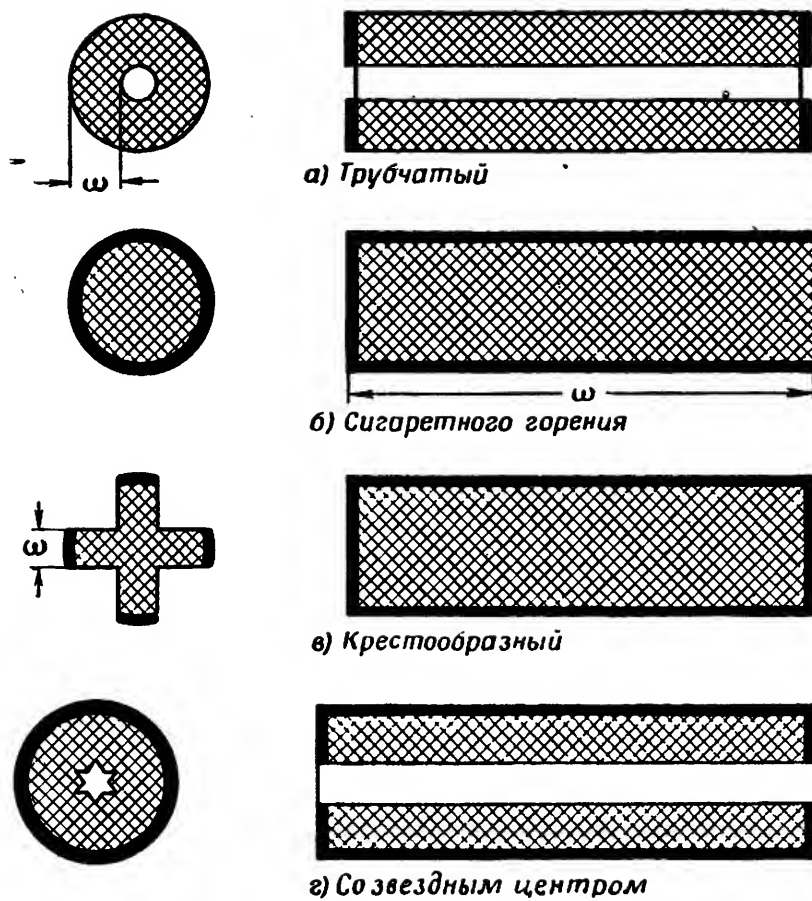 ω
а) Трубчатый
ω
б) Сигаретного горения
ω
в) Крестообразный
г) Со звездным центром